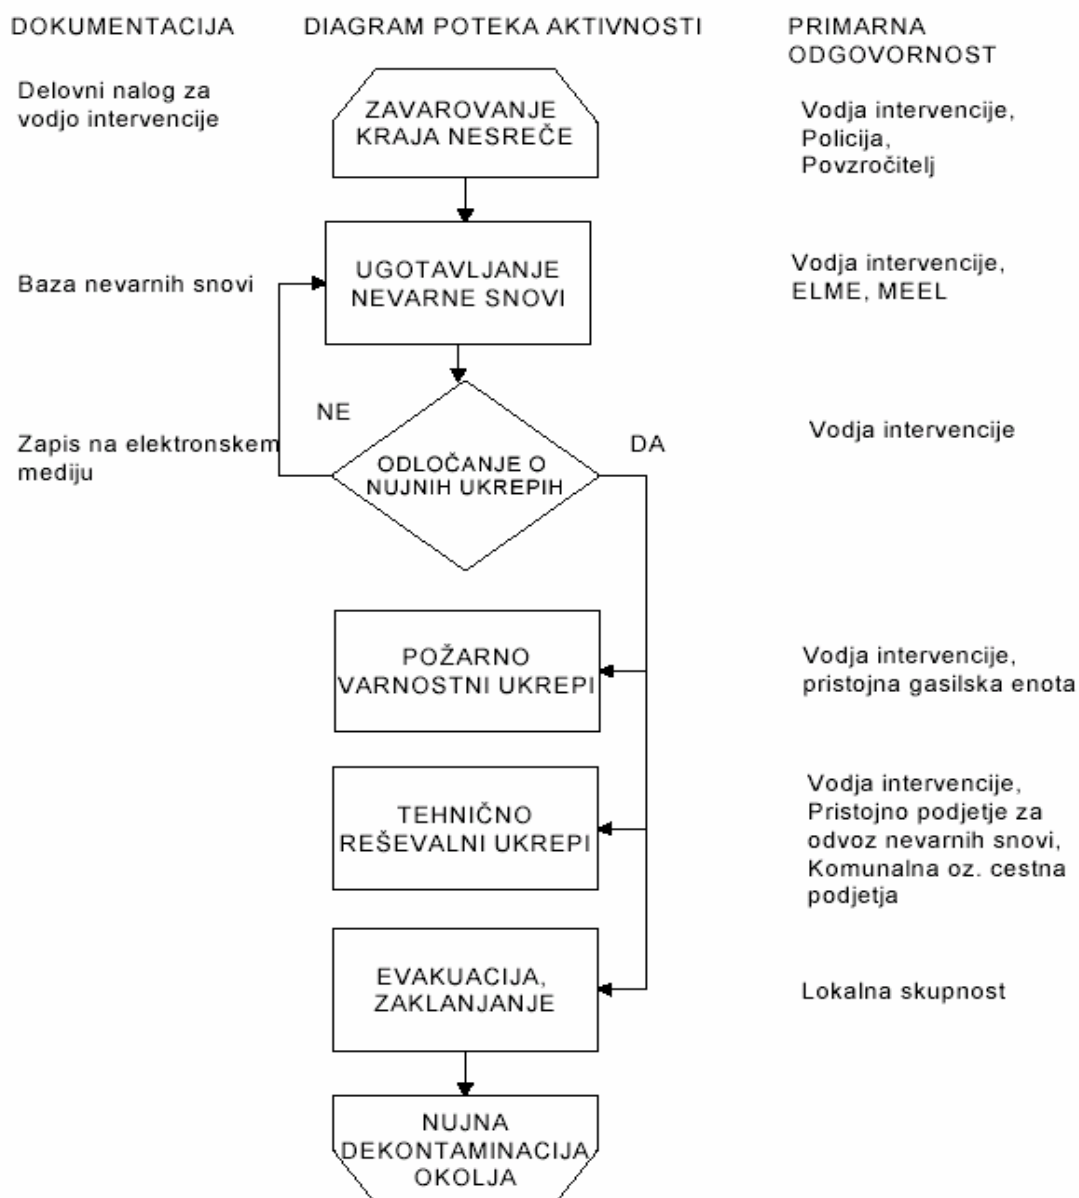 DOKUMENTACIJA
DIAGRAM POTEKA AKTIVNOSTI
PRIMARNA
ODGOVORNOST
Delovni nalog za
vodjo intervencije
ZAVAROVANJE
KRAJA NESREČE
Vodja intervencije,
Policija,
Povzročitelj
Baza nevarnih snovi
UGOTAVLJANJE
NEVARNE SNOVI
Vodja intervencije,
ELME, MEEL
NE
DA
Zapis na elektronskem
mediju
ODLOČANJE O
NUJNIH UKREPIH
Vodja intervencije
POŽARNO
VARNOSTNI UKREPI
Vodja intervencije,
pristojna gasilska enota
TEHNIČNO
REŠEVALNI UKREPI
Vodja intervencije,
Pristojno podjetje za
odvoz nevarnih snovi,
Komunalna oz. cestna
podjetja
EVAKUACIJA,
ZAKLANJANJE
Lokalna skupnost
NUJNA
DEKONTAMINACIJA
OKOLJA